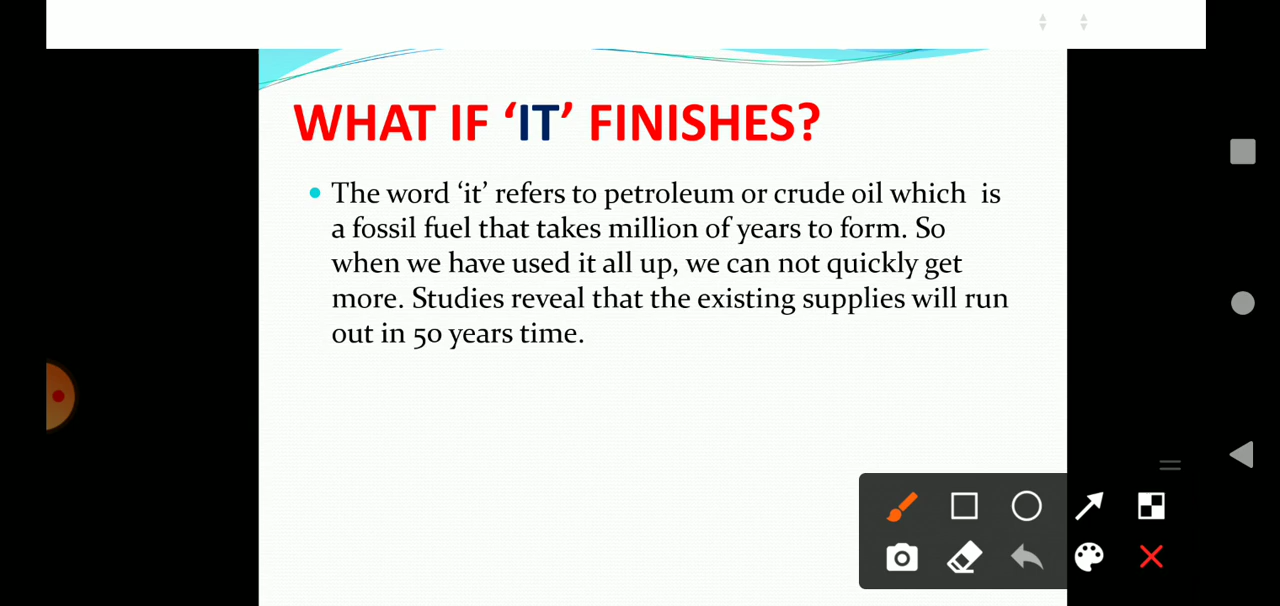 WHAT IF ‘IT’ FINISHES?
The word ‘it’ refers to petroleum or crude oil which is
a fossil fuel that takes million of years to form. So
when we have used it all up, we can not quickly get
more. Studies reveal that the existing supplies will run
out in 50 years time.